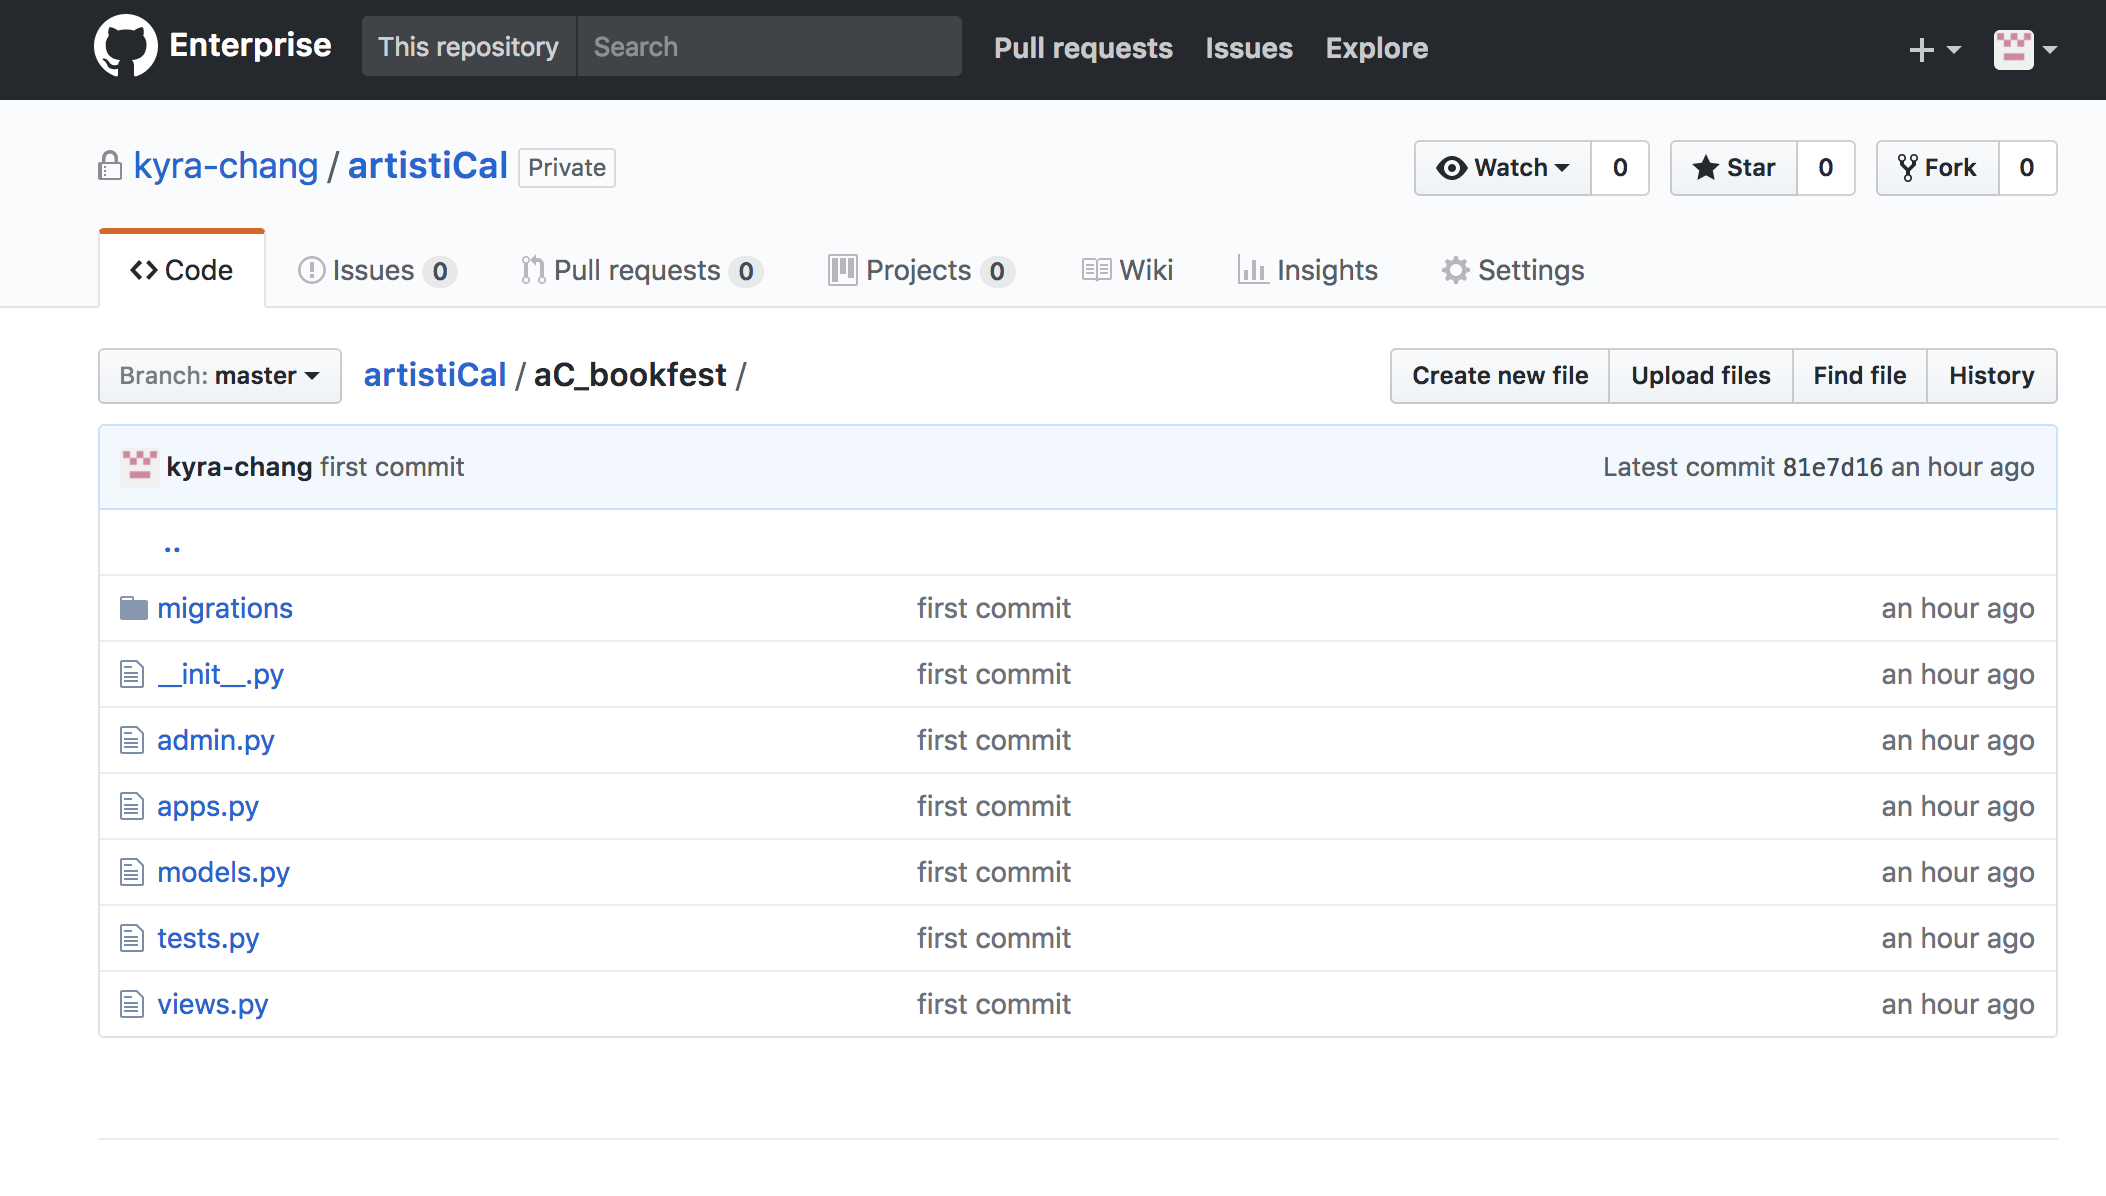 Enterprise This repository Search Pull requests Issues Explore
kyra-chang / artistiCal Private Watch 0 Star 0 Fork 0
Code Issues 0 Pull requests 0 Projects 0 Wiki Insights Settings
Branch: master artistiCal / aC_bookfest / Create new file Upload files Find file History
kyra-chang first commit Latest commit 81e7d16 an hour ago
..
migrations first commit an hour ago
__init__.py first commit an hour ago
admin.py first commit an hour ago
apps.py first commit an hour ago
models.py first commit an hour ago
tests.py first commit an hour ago
views.py first commit an hour ago